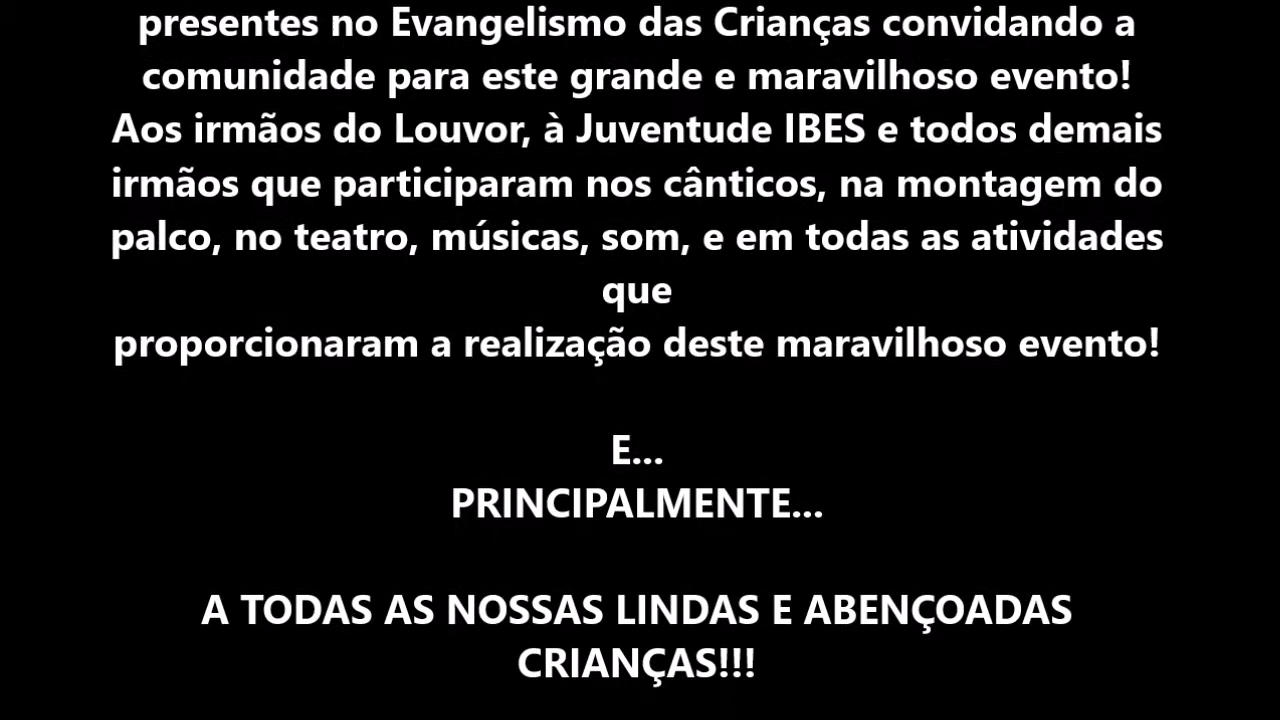 presentes no Evangelismo das Crianças convidando a
comunidade para este grande e maravilhoso evento!
Aos irmãos do Louvor, à Juventude IBES e todos demais
irmãos que participaram nos cânticos, na montagem do
palco, no teatro, músicas, som, e em todas as atividades
que
proporcionaram a realização deste maravilhoso evento!
E...
PRINCIPALMENTE...
A TODAS AS NOSSAS LINDAS E ABENÇOADAS
CRIANÇAS!!!